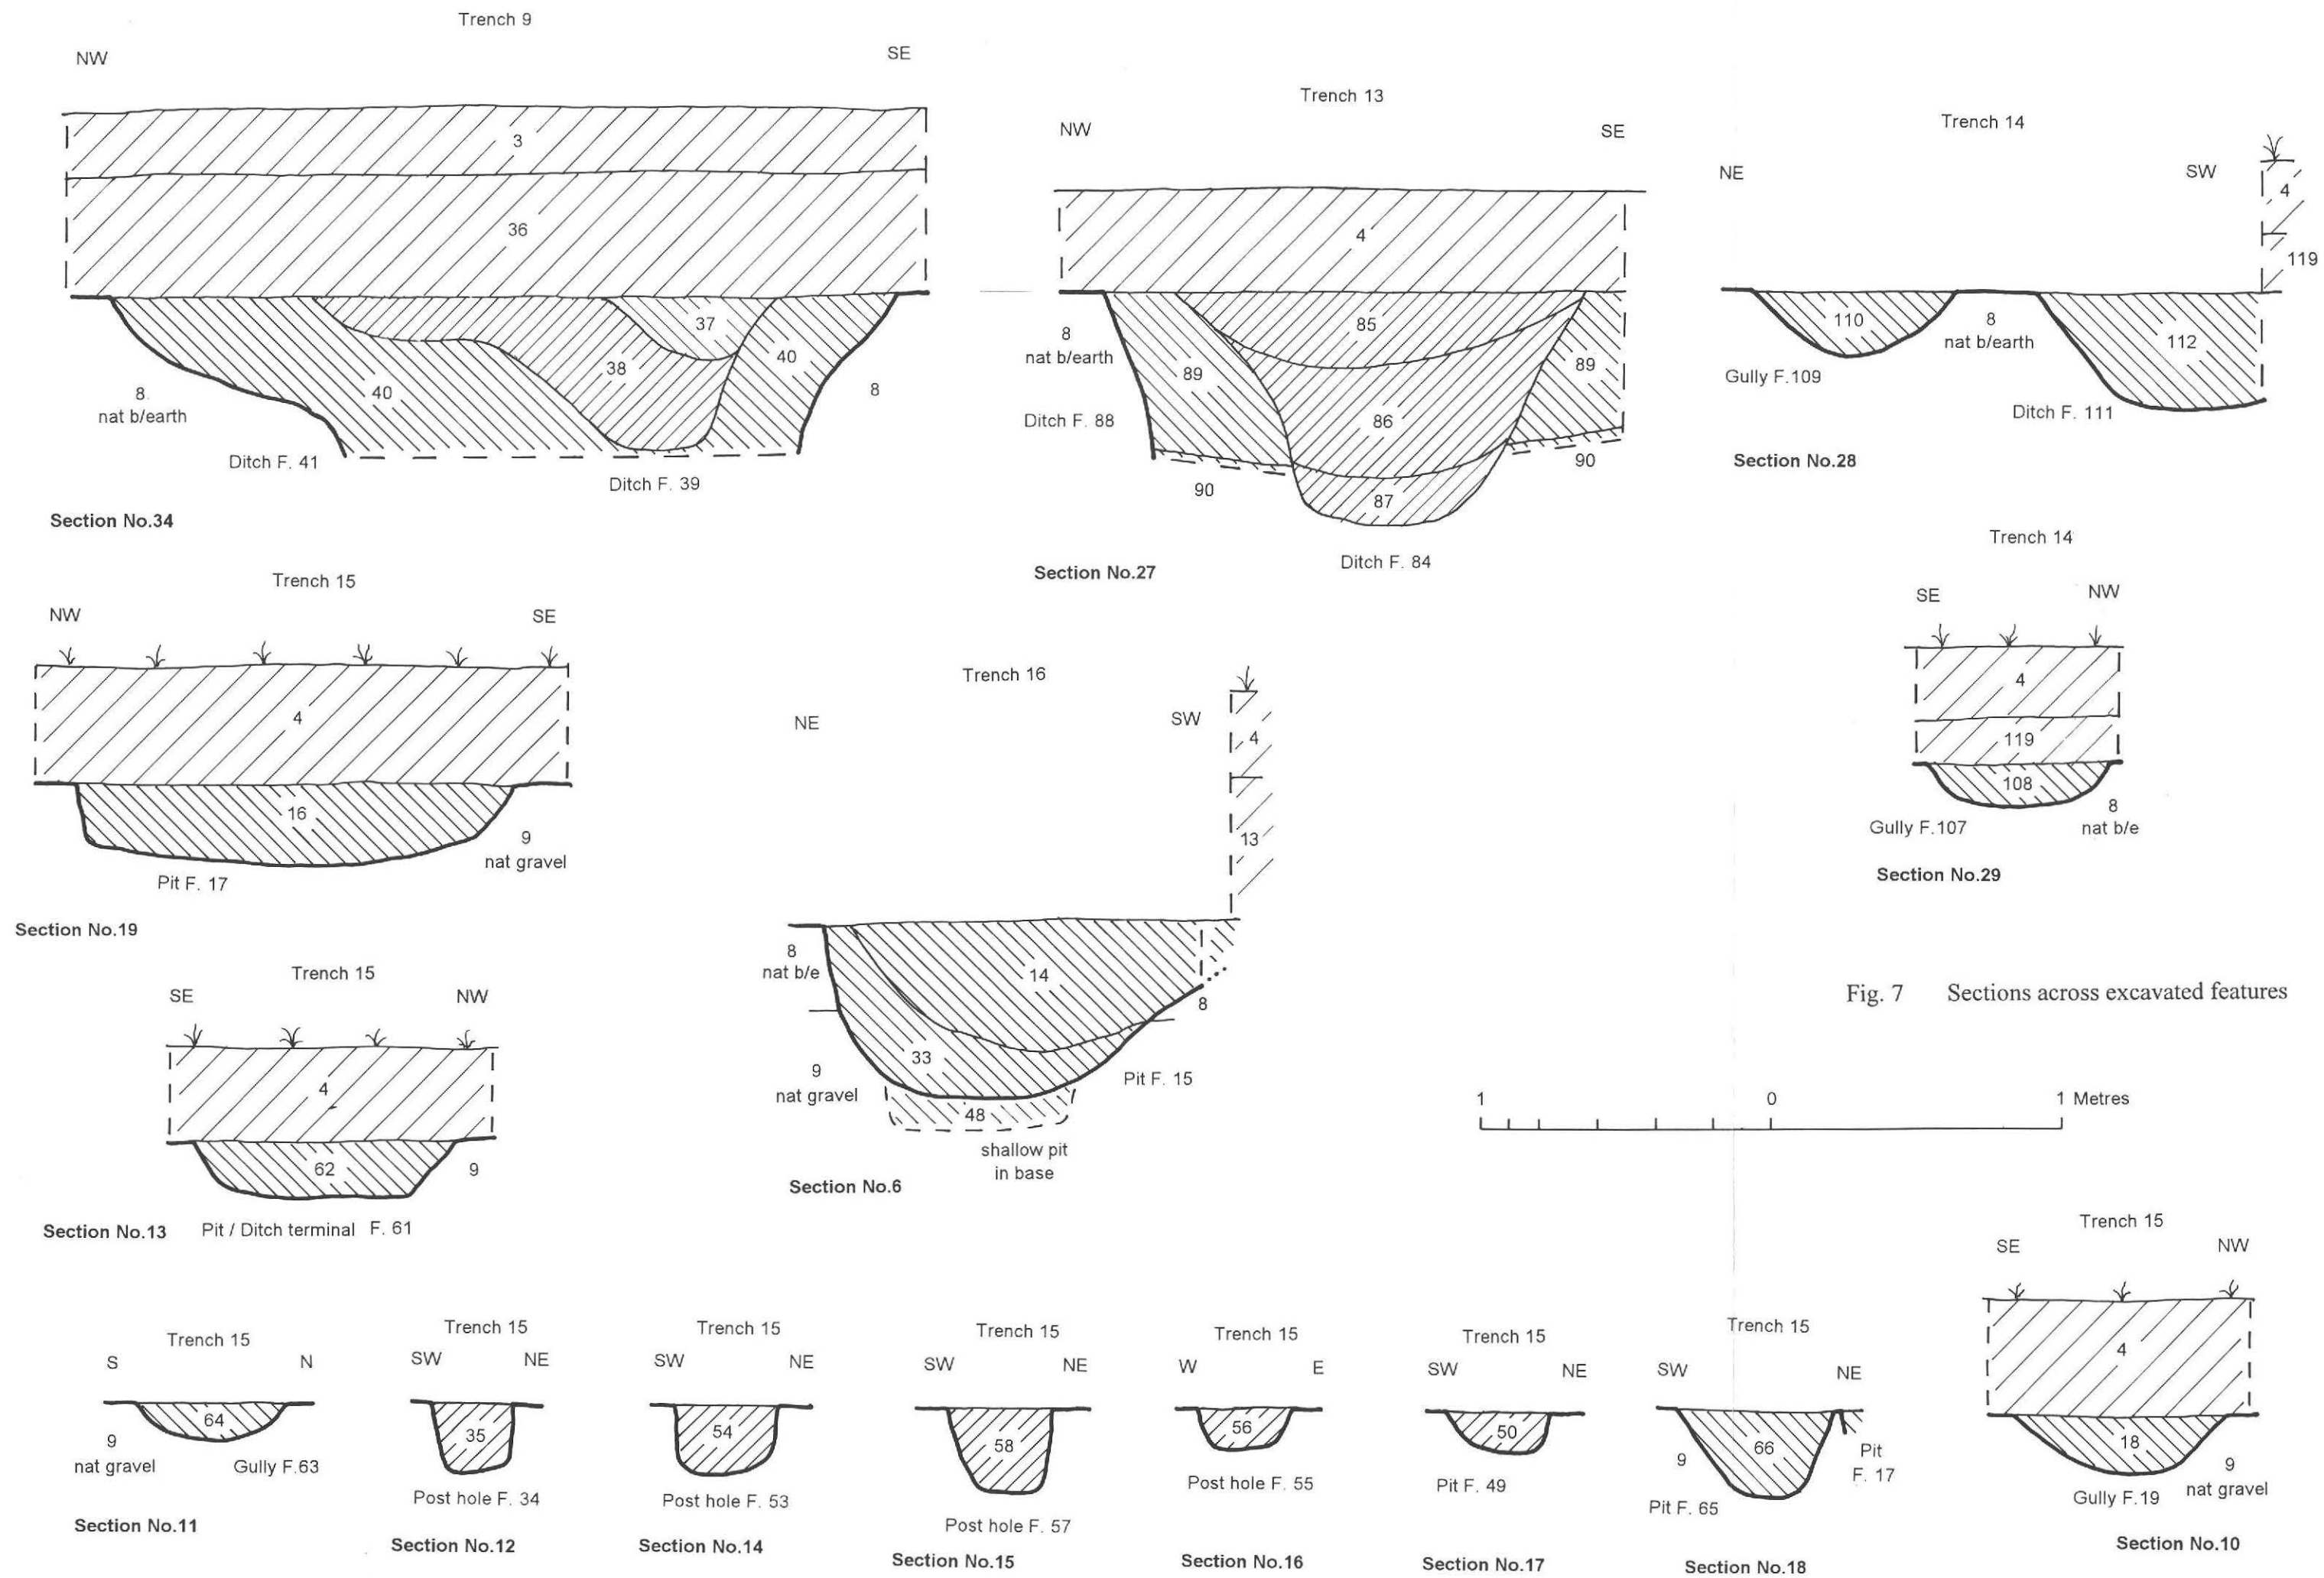 Trench 9
NW SE
3
36
37
38
40
40
8
nat b/earth
8
Ditch F. 41
Ditch F. 39
Section No.34
Trench 13
NW SE
4
85
8
nat b/earth
89
89
86
Ditch F. 88
90
90
87
Ditch F. 84
Section No.27
Trench 14
NE SW
4
119
110
8
nat b/earth
112
Gully F.109
Ditch F. 111
Section No.28
Trench 14
SE NW
4
119
108
8
nat b/e
Gully F.107
Section No.29
Trench 15
NW SE
4
16
9
nat gravel
Pit F. 17
Section No.19
Trench 16
NE SW
4
13
8
nat b/e
14
8
33
9
nat gravel
Pit F. 15
48
shallow pit
in base
Section No.6
Trench 15
SE NW
4
62
9
Section No.13 Pit / Ditch terminal F. 61
Fig. 7 Sections across excavated features
1 0 1 Metres
Trench 15
S N
64
9
nat gravel
Gully F.63
Section No.11
Trench 15
SW NE
35
Post hole F. 34
Section No.12
Trench 15
SW NE
54
Post hole F. 53
Section No.14
Trench 15
SW NE
58
Post hole F. 57
Section No.15
Trench 15
W E
56
Post hole F. 55
Section No.16
Trench 15
SW NE
50
Pit F. 49
Section No.17
Trench 15
SW NE
66
9
Pit
F. 17
Pit F. 65
Section No.18
Trench 15
SE NW
4
18
9
nat gravel
Gully F.19
Section No.10